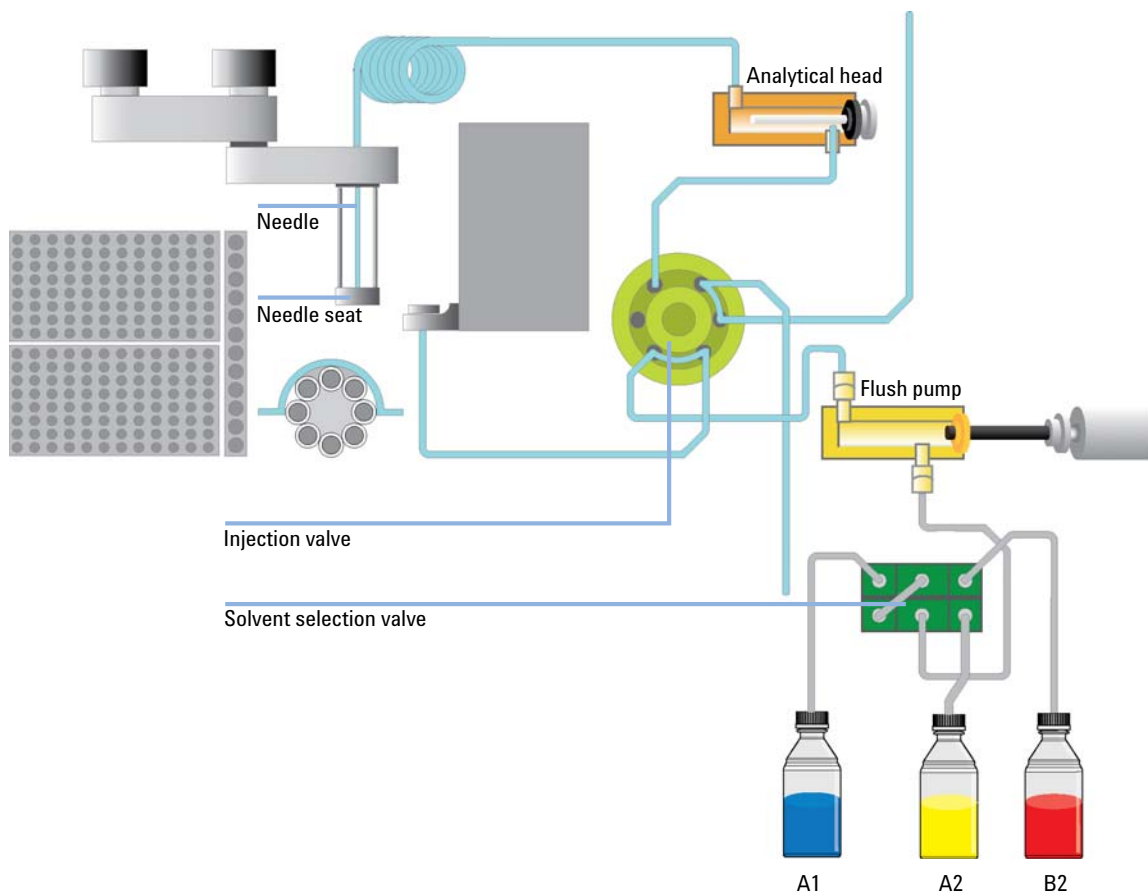 Analytical head
Needle
Needle seat
Flush pump
Injection valve
Solvent selection valve
A1
A2
B2